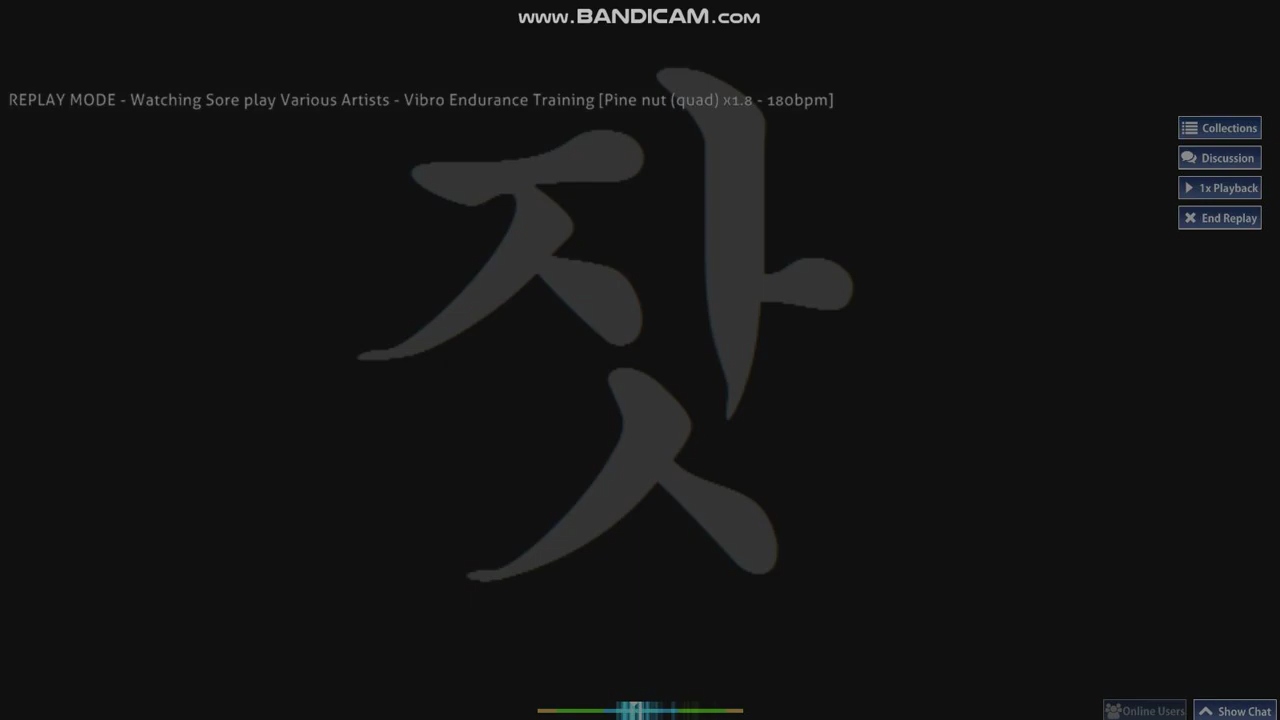 www.BANDICAM.com
REPLAY MODE - Watching Sore play Various Artists - Vibro Endurance Training [Pine nut (quad) x1.8 - 180bpm]
잣
Collections
Discussion
1x Playback
End Replay
Online Users
Show Chat